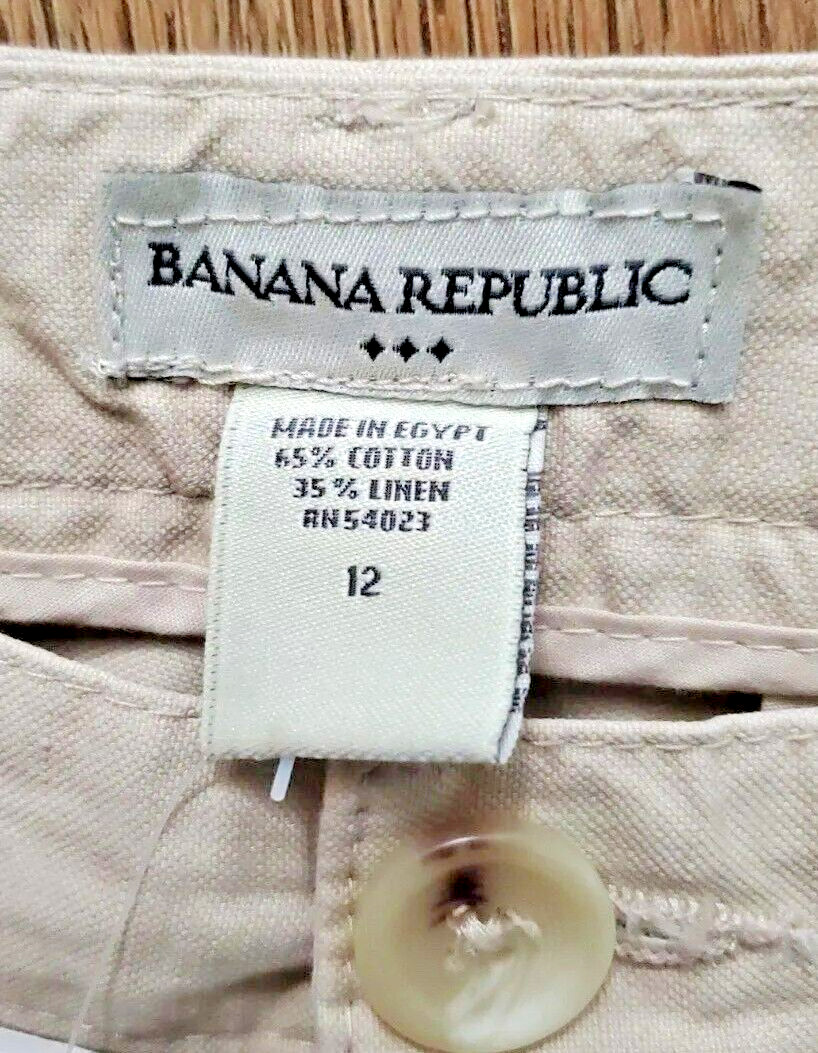 BANANA REPUBLIC
MADE IN EGYPT
65% COTTON
35% LINEN
RN54023
12